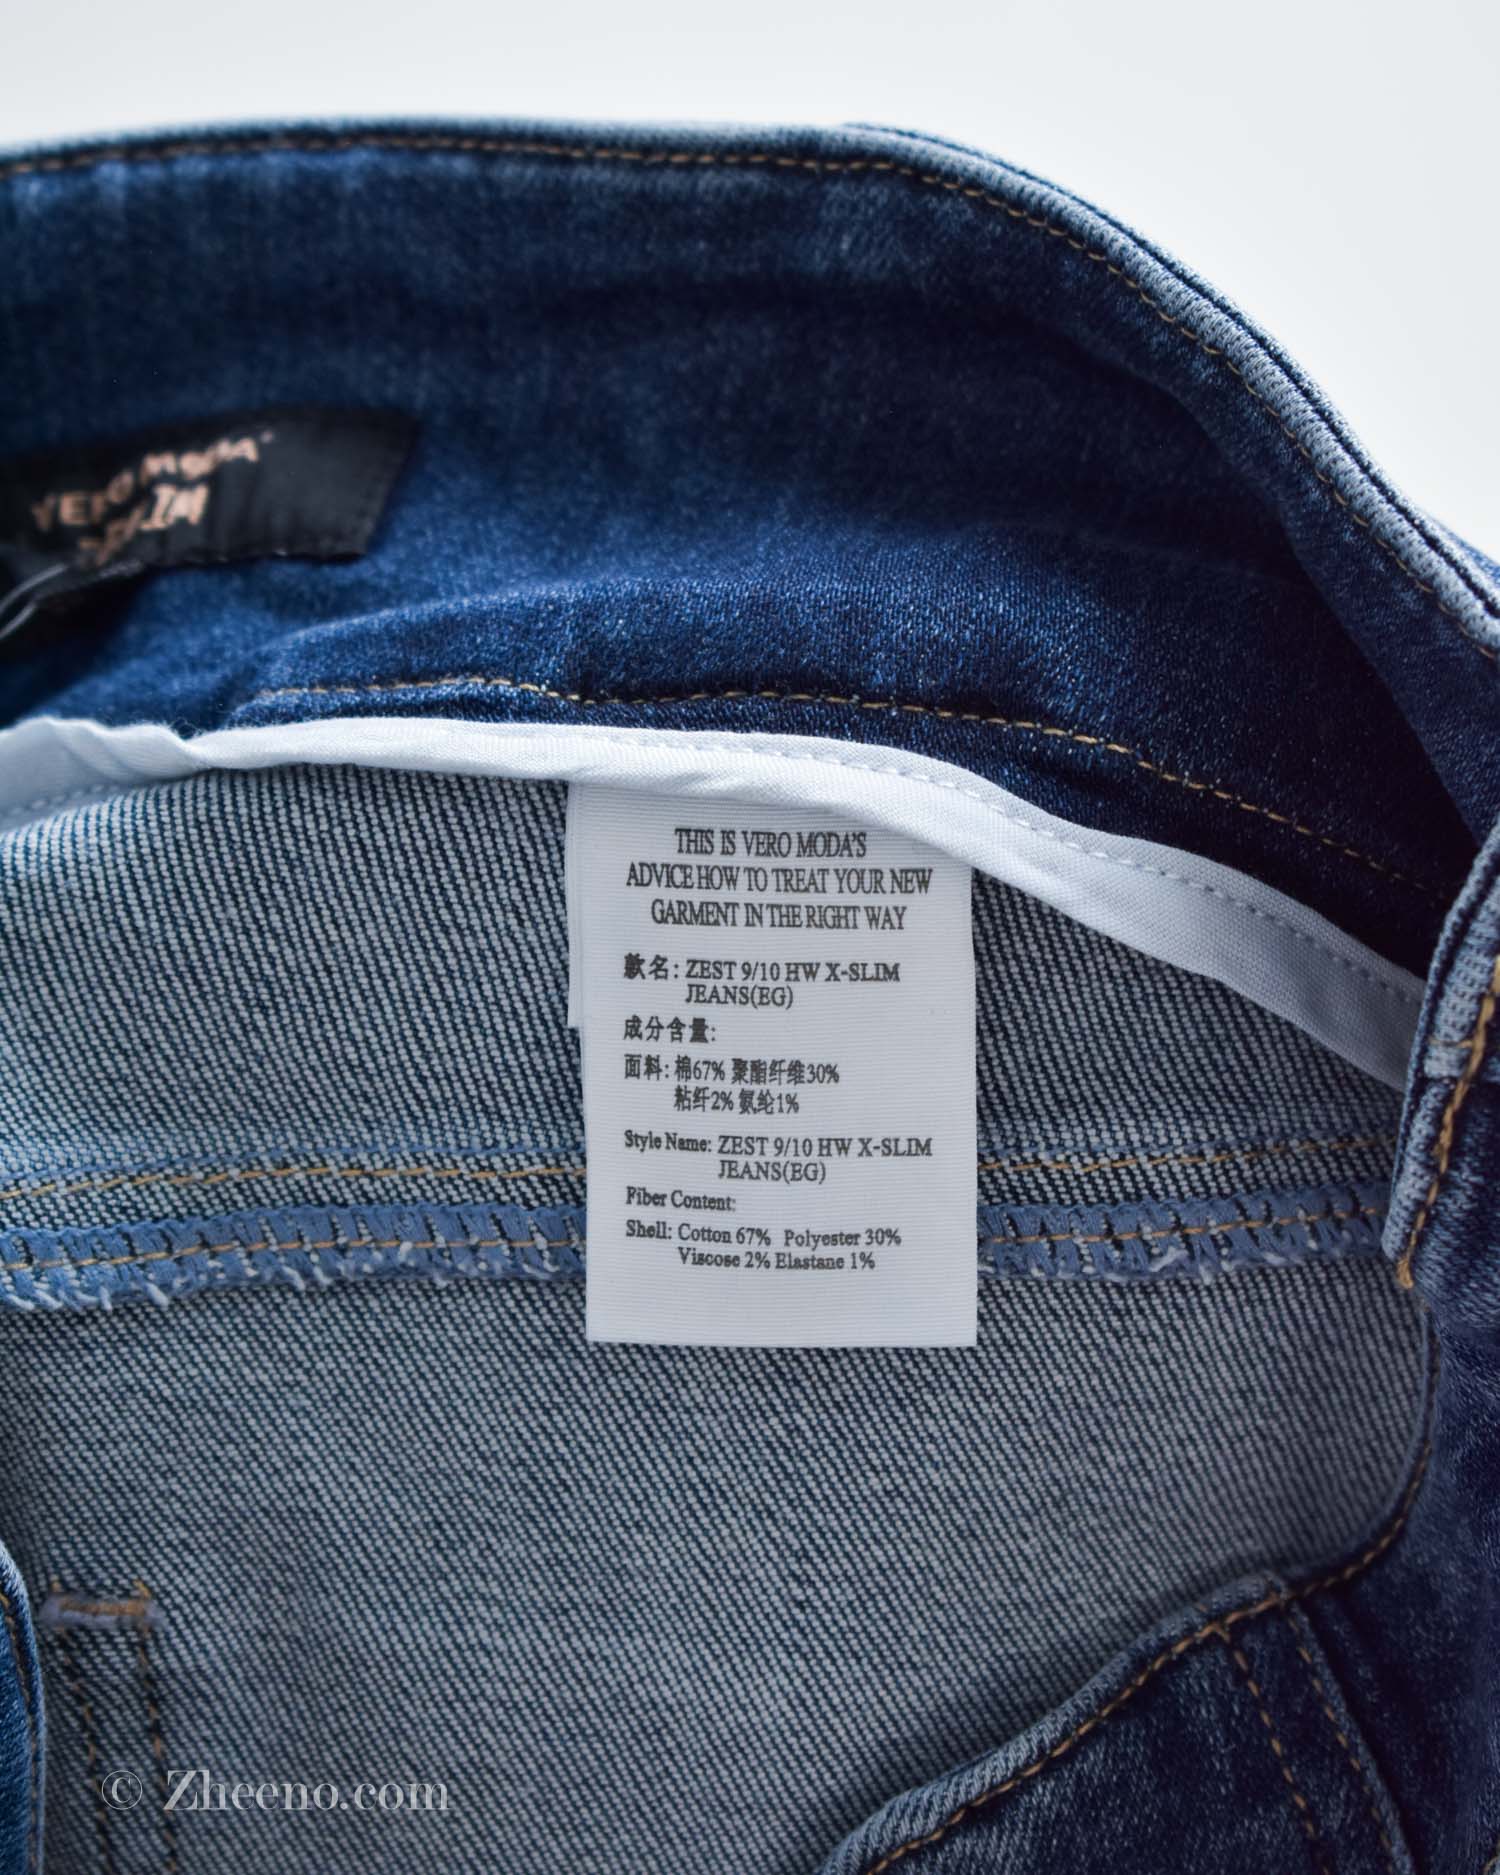 VERO MODA
THIS IS VERO MODA'S
ADVICE HOW TO TREAT YOUR NEW
GARMENT IN THE RIGHT WAY
款名: ZEST 9/10 HW X-SLIM
JEANS(EG)
成分含量:
面料: 棉67% 聚酯纤维30%
粘纤2% 氨纶1%
Style Name: ZEST 9/10 HW X-SLIM
JEANS(EG)
Fiber Content:
Shell: Cotton 67% Polyester 30%
Viscose 2% Elastane 1%
© Zheeno.com